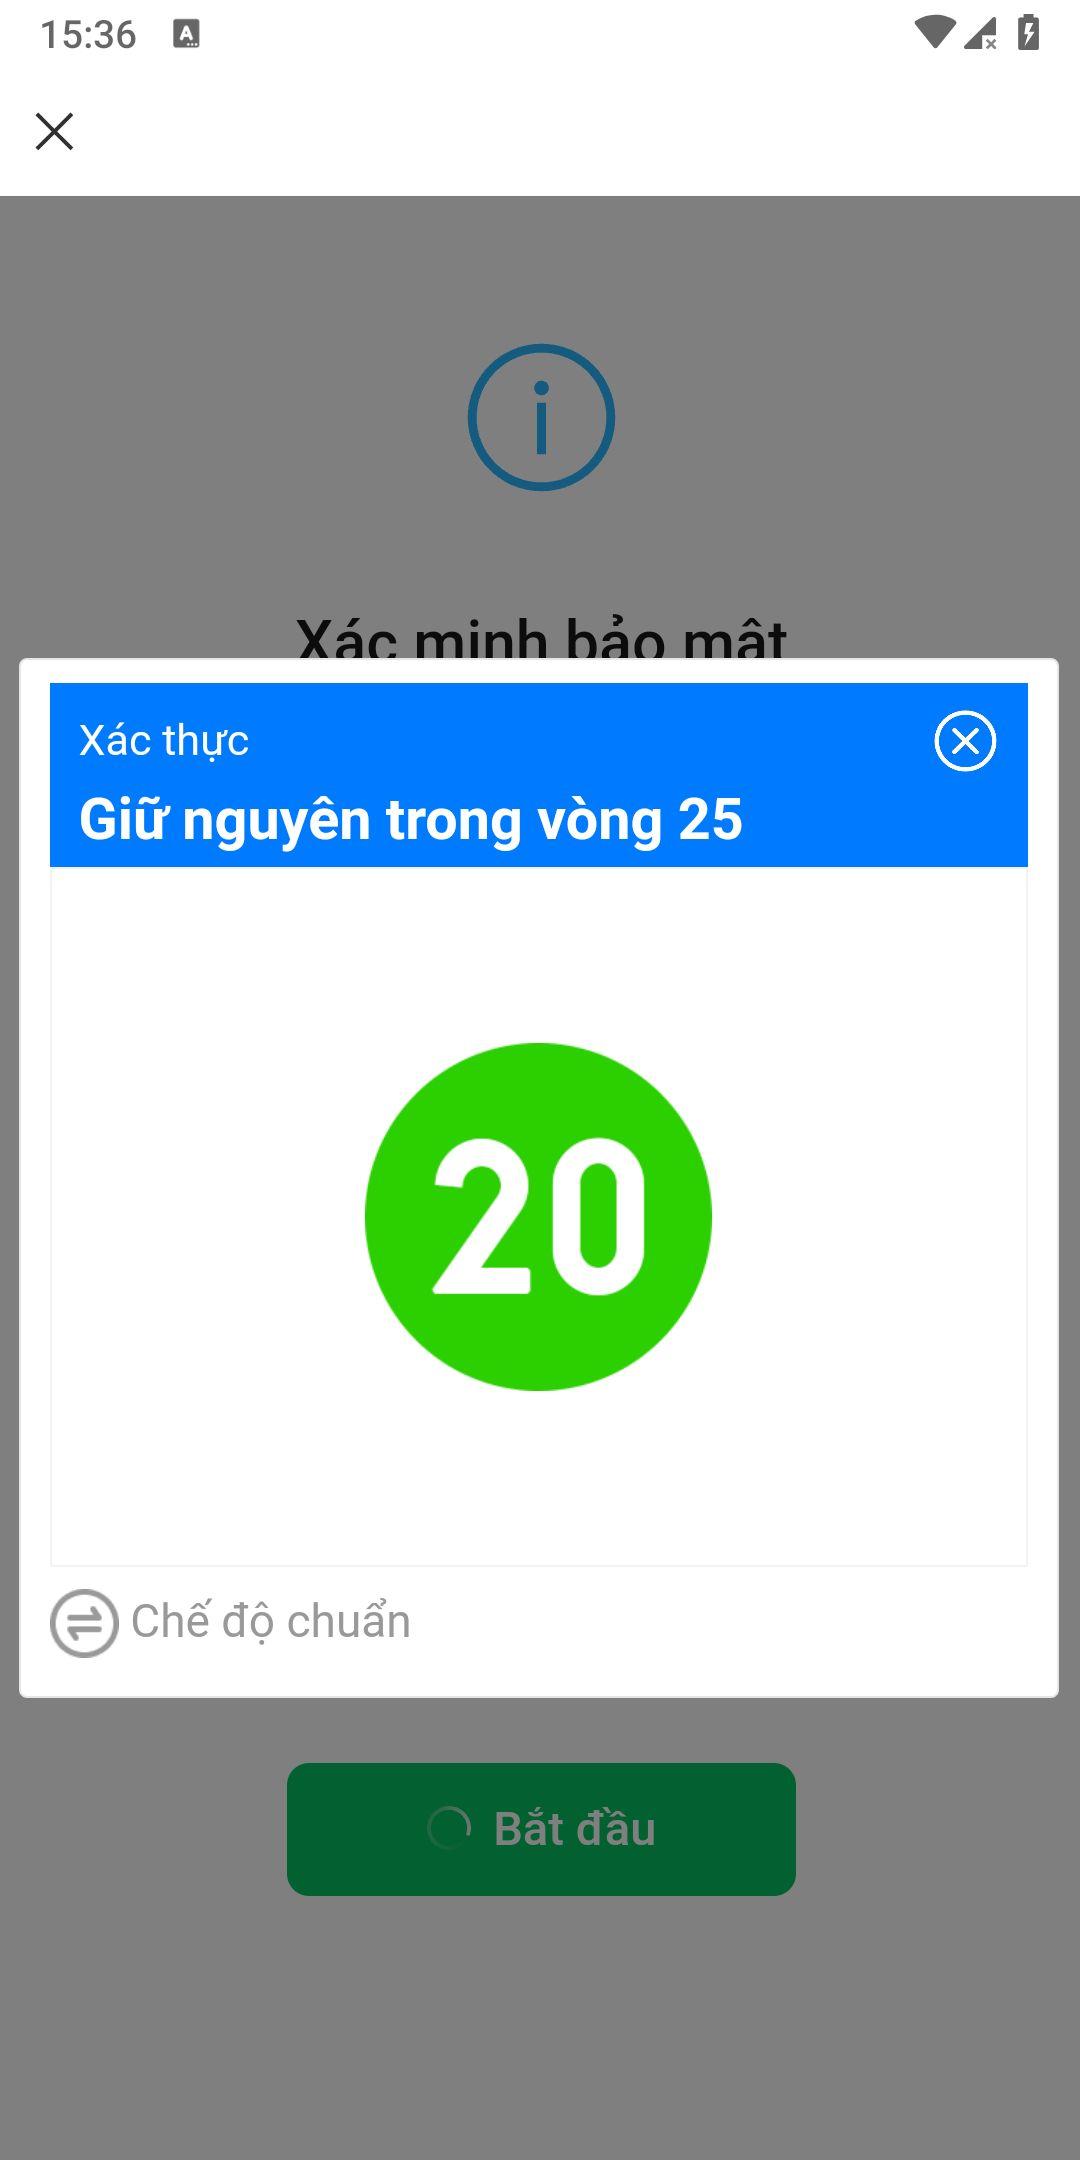 15:36
Xác minh bảo mật
Xác thực
Giữ nguyên trong vòng 25
20
Chế độ chuẩn
Bắt đầu